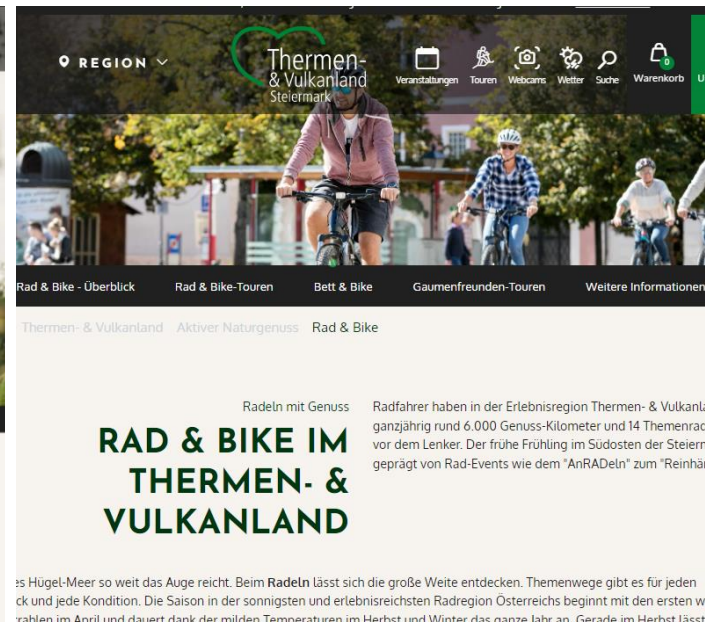 REGION
Thermen-
& Vulkanland
Steiermark
Veranstaltungen Touren Webcams Wetter Suche Warenkorb
0
Rad & Bike - Überblick Rad & Bike-Touren Bett & Bike Gaumenfreunden-Touren Weitere Informationen
Thermen- & Vulkanland Aktiver Naturgenuss Rad & Bike
Radeln mit Genuss
RAD & BIKE IM
THERMEN- &
VULKANLAND
Radfahrer haben in der Erlebnisregion Thermen- & Vulkanla
ganzjährig rund 6.000 Genuss-Kilometer und 14 Themenrad
vor dem Lenker. Der frühe Frühling im Südosten der Steierm
geprägt von Rad-Events wie dem "AnRADeln" zum "Reinhä
es Hügel-Meer so weit das Auge reicht. Beim Radeln lässt sich die große Weite entdecken. Themenwege gibt es für jeden
ck und jede Kondition. Die Saison in der sonnigsten und erlebnisreichsten Radregion Österreichs beginnt mit den ersten w
trahlen im April und dauert dank der milden Temperaturen im Herbst und Winter das ganze Jahr an. Gerade im Herbst lässt